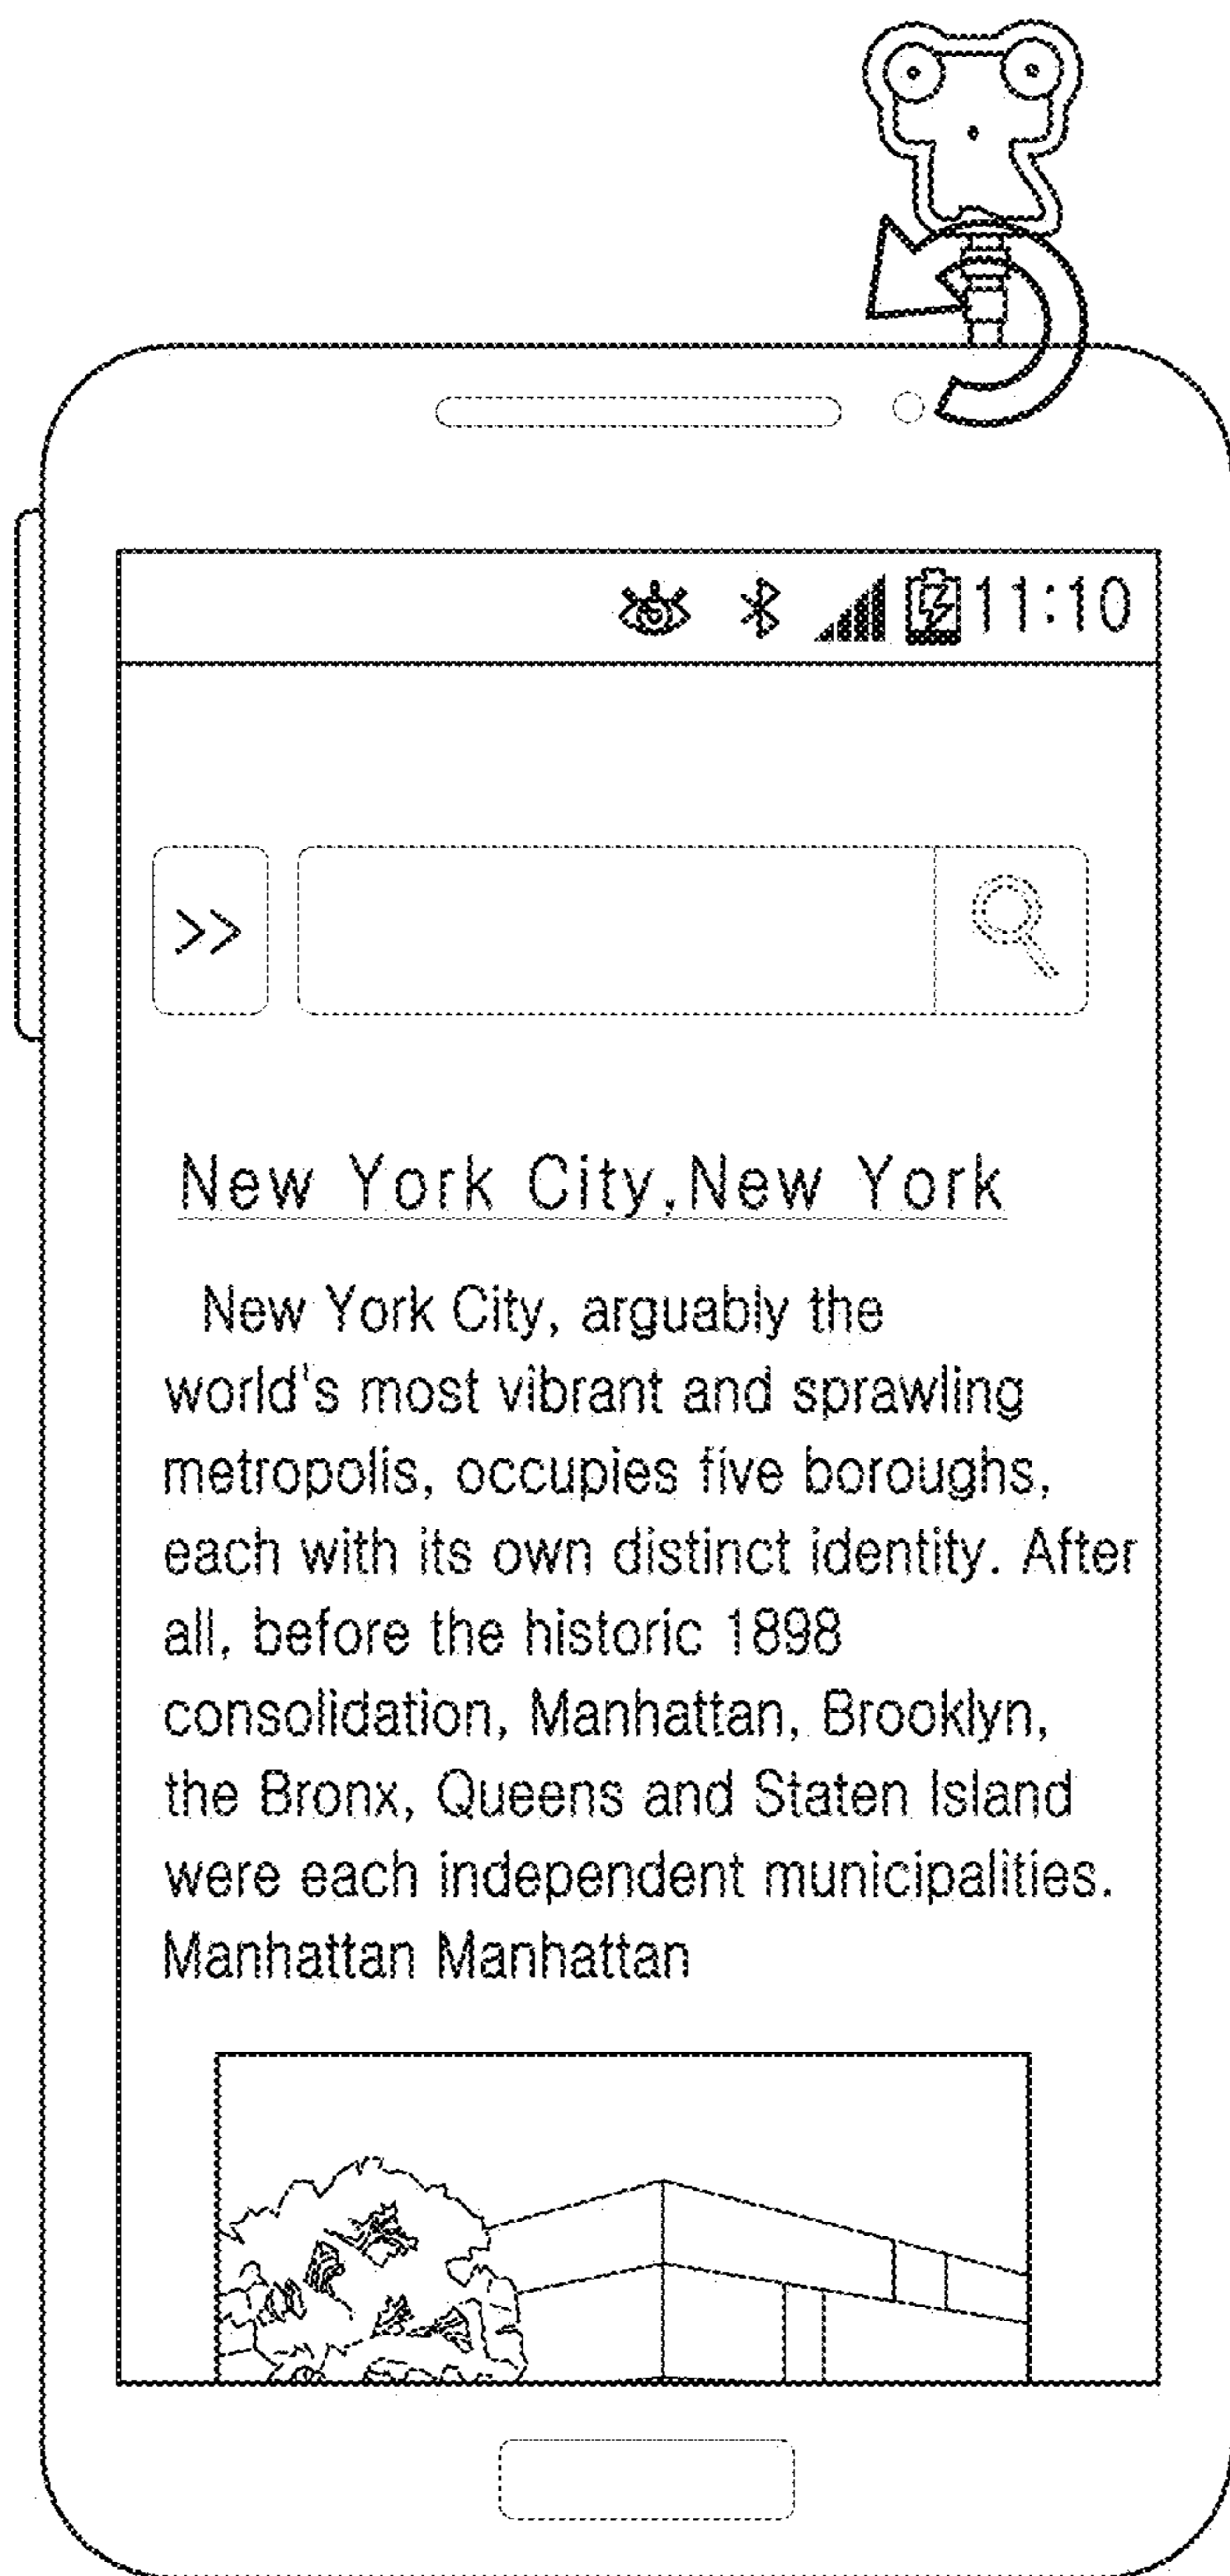 11:10
>>
New York City,New York
New York City, arguably the
world's most vibrant and sprawling
metropolis, occupies five boroughs,
each with its own distinct identity. After
all, before the historic 1898
consolidation, Manhattan, Brooklyn,
the Bronx, Queens and Staten Island
were each independent municipalities.
Manhattan Manhattan